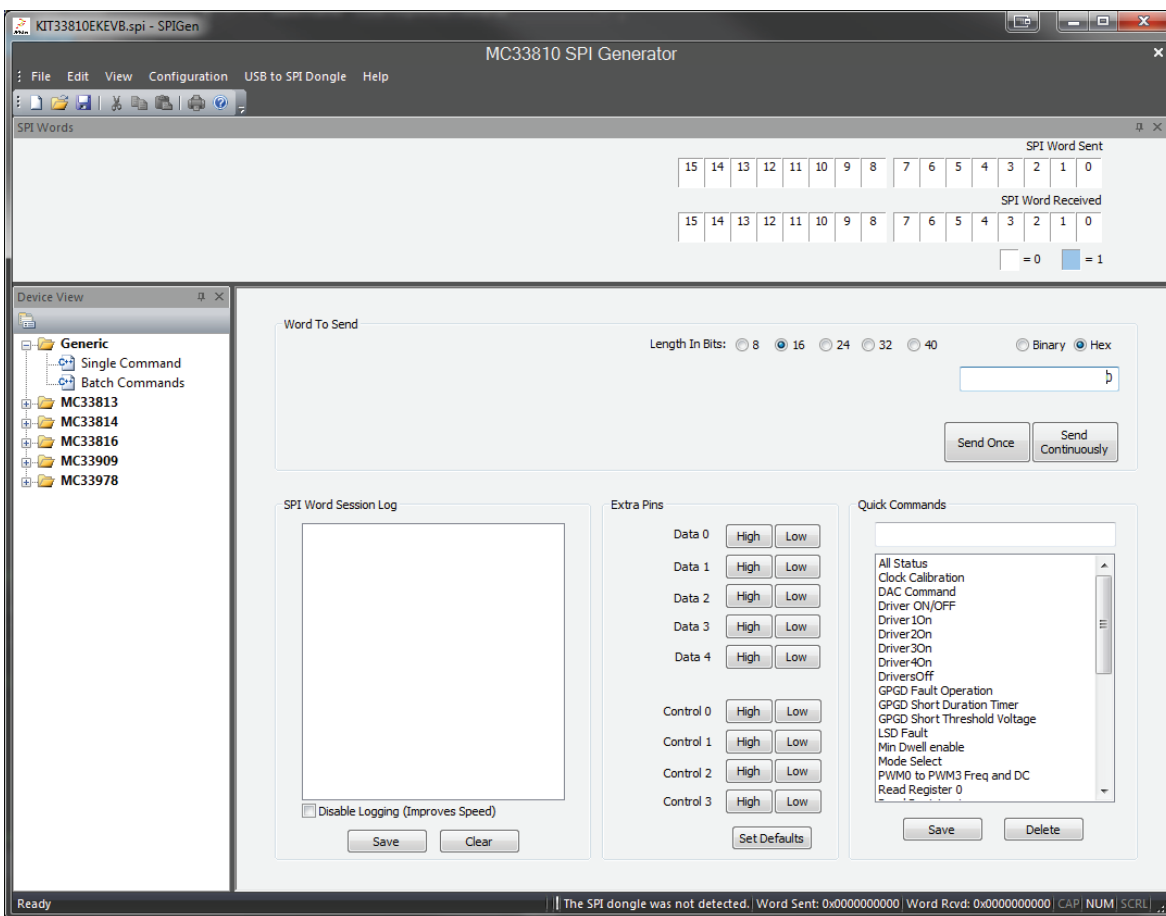 KIT33810EKEVB.spi - SPIGen
MC33810 SPI Generator
File Edit View Configuration USB to SPI Dongle Help
SPI Words
SPI Word Sent
15 14 13 12 11 10 9 8 7 6 5 4 3 2 1 0
SPI Word Received
15 14 13 12 11 10 9 8 7 6 5 4 3 2 1 0
= 0 = 1
Device View
Generic
Single Command
Batch Commands
MC33813
MC33814
MC33816
MC33909
MC33978
Word To Send
Length In Bits: 8 16 24 32 40 Binary Hex
Send Once
Send Continuously
SPI Word Session Log
Disable Logging (Improves Speed)
Save Clear
Extra Pins
Data 0 High Low
Data 1 High Low
Data 2 High Low
Data 3 High Low
Data 4 High Low
Control 0 High Low
Control 1 High Low
Control 2 High Low
Control 3 High Low
Set Defaults
Quick Commands
All Status
Clock Calibration
DAC Command
Driver ON/OFF
Driver1On
Driver2On
Driver3On
Driver4On
DriversOff
GPGD Fault Operation
GPGD Short Duration Timer
GPGD Short Threshold Voltage
LSD Fault
Min Dwell enable
Mode Select
PWM0 to PWM3 Freq and DC
Read Register 0
Save Delete
Ready
The SPI dongle was not detected. Word Sent: 0x0000000000 Word Rcvd: 0x0000000000 CAP NUM SCRL